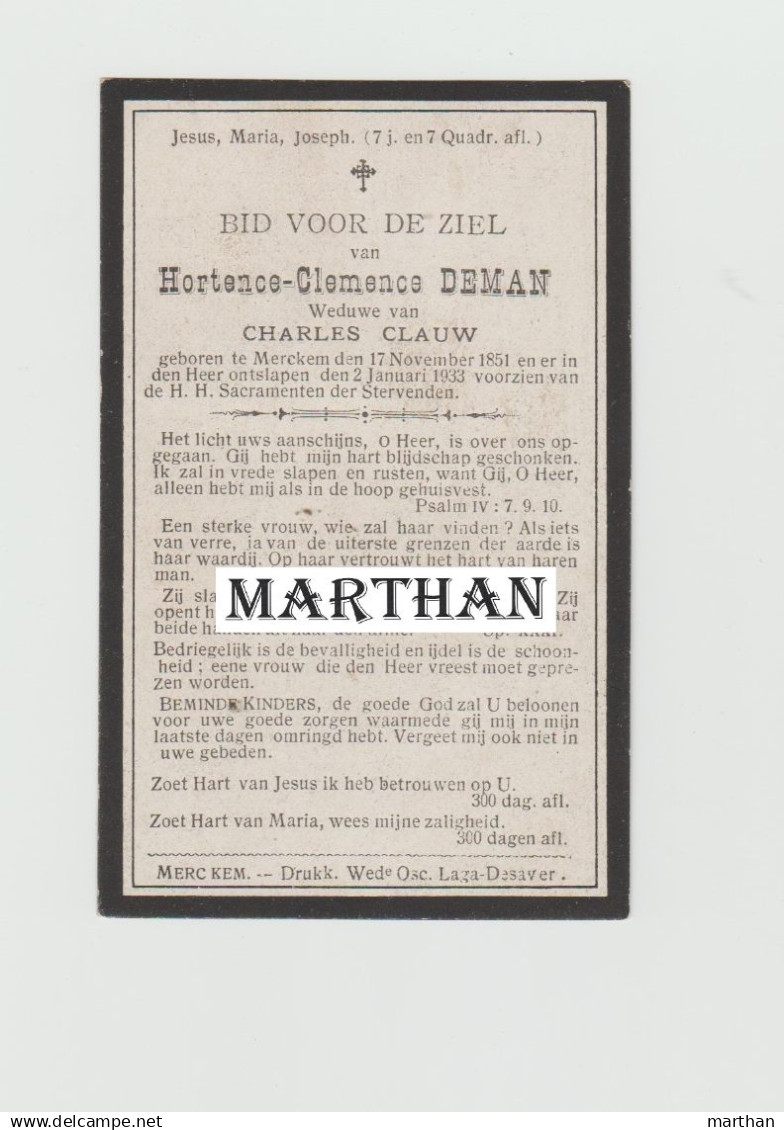 Jesus, Maria, Joseph. (7 j. en 7 Quadr. afl.)
BID VOOR DE ZIEL
van
Hortence-Clemence DEMAN
Weduwe van
CHARLES CLAUW
geboren te Merckem den 17 November 1851 en er in
den Heer ontslapen den 2 Januari 1933 voorzien van
de H. H. Sacramenten der Stervenden.
Het licht uws aanschijns, O Heer, is over ons op-
gegaan. Gij hebt mijn hart blijdschap geschonken.
Ik zal in vrede slapen en rusten, want Gij, O Heer,
alleen hebt mij als in de hoop gehuisvest.
Psalm IV : 7. 9. 10.
Een sterke vrouw, wie zal haar vinden ? Als iets
van verre, ja van de uiterste grenzen der aarde is
haar waardij. Op haar vertrouwt het hart van haren
man.
Zij Zij
opent
beide
MARTHAN
Bedriegelijk is de bevalligheid en ijdel is de schoon-
heid ; eene vrouw die den Heer vreest moet gepre-
zen worden.
BEMINDE KINDERS, de goede God zal U beloonen
voor uwe goede zorgen waarmede gij mij in mijn
laatste dagen omringd hebt. Vergeet mij ook niet in
uwe gebeden.
Zoet Hart van Jesus ik heb betrouwen op U.
300 dag. afl.
Zoet Hart van Maria, wees mijne zaligheid.
300 dagen afl.
MERCKEM. -- Drukk. Wede Osc. Laga-Desaver.
delcampe.net
marthan